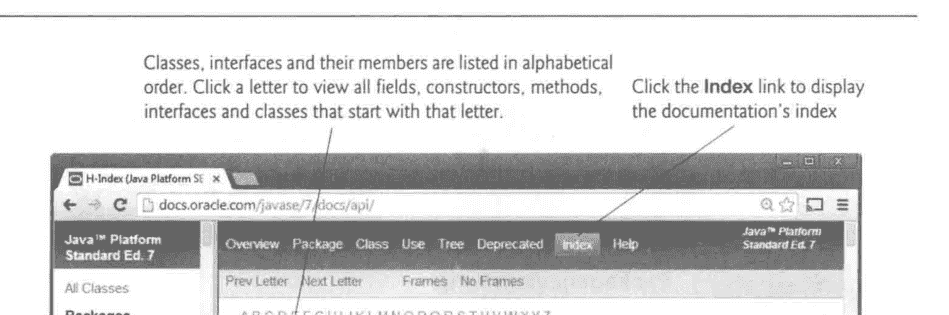 Classes, interfaces and their members are listed in alphabetical
order. Click a letter to view all fields, constructors, methods,
interfaces and classes that start with that letter.
Click the Index link to display
the documentation's index
H-Index (Java Platform SE
docs.oracle.com/javase/7/docs/api/
Java™ Platform
Standard Ed. 7
Overview Package Class Use Tree Deprecated Index Help
Java™ Platform
Standard Ed. 7
Prev Letter Next Letter Frames No Frames
All Classes
Packages